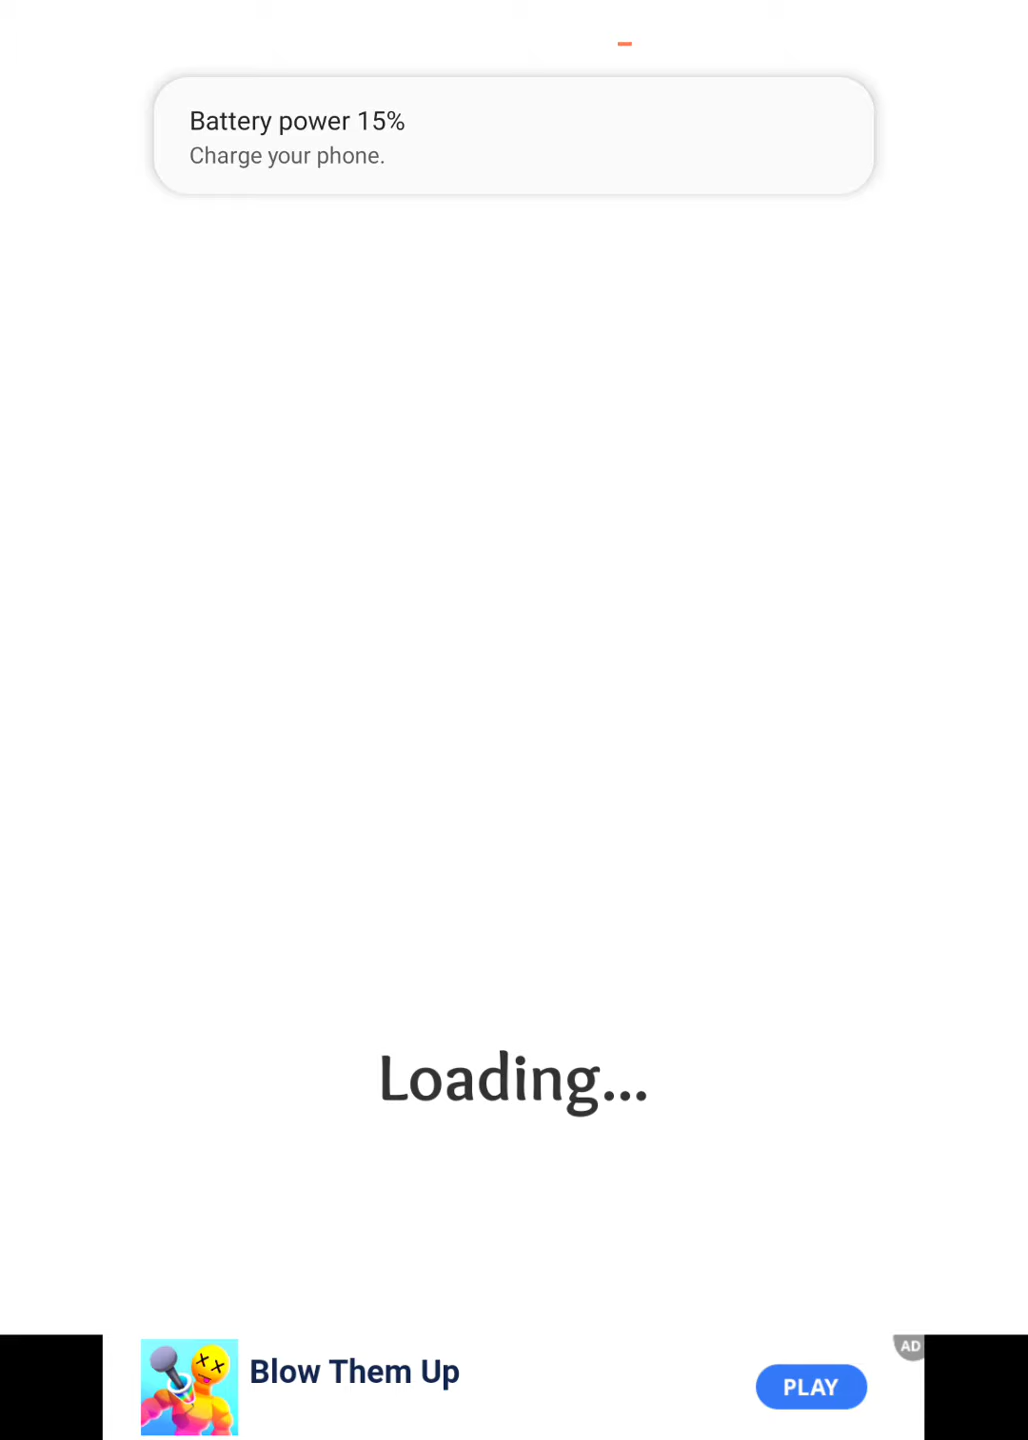 Battery power 15%
Charge your phone.
Loading...
AD
Blow Them Up
PLAY